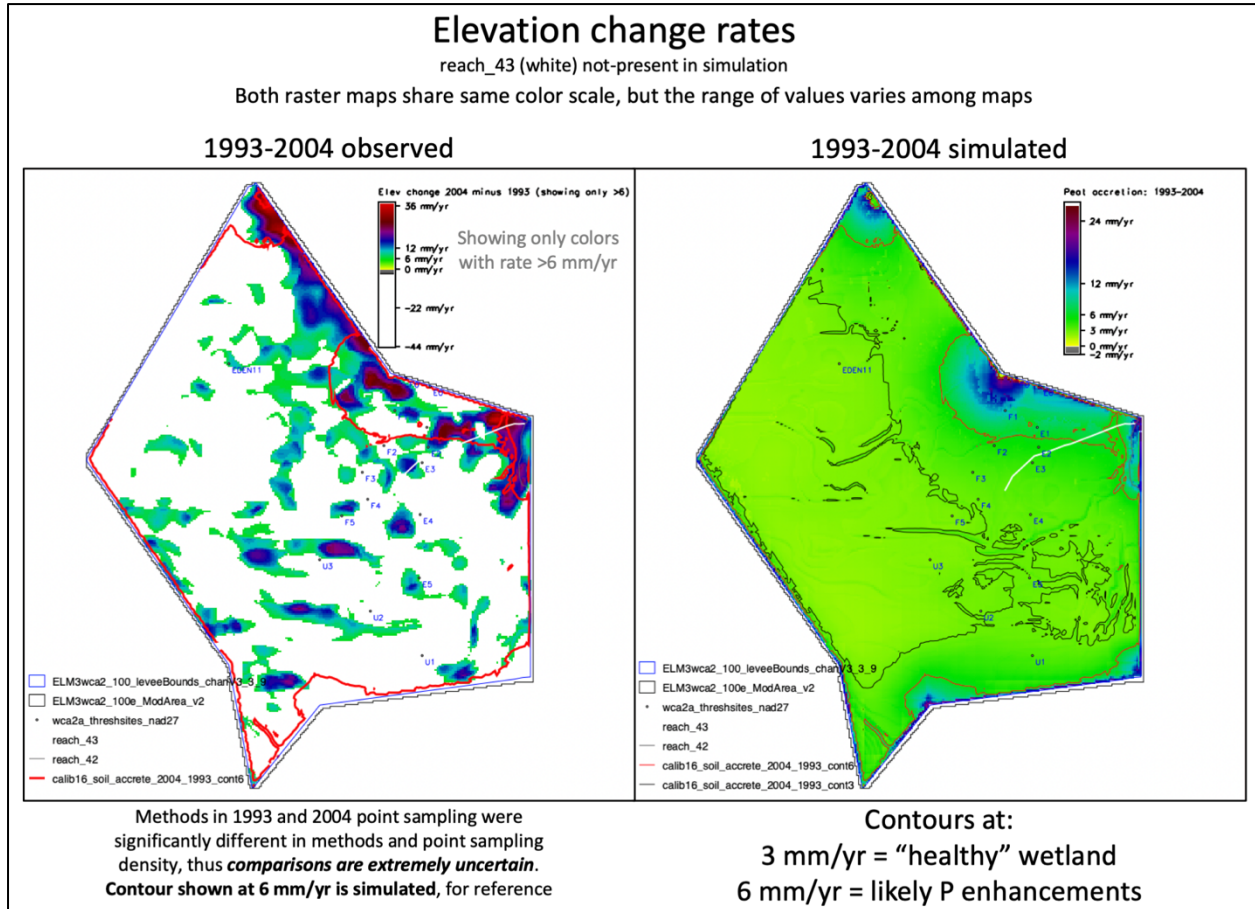 Elevation change rates
reach_43 (white) not-present in simulation
Both raster maps share same color scale, but the range of values varies among maps
1993-2004 observed
1993-2004 simulated
Elev change 2004 minus 1993 (showing only >6)
36 mm/yr
12 mm/yr
6 mm/yr
0 mm/yr
-22 mm/yr
-44 mm/yr
Showing only colors
with rate >6 mm/yr
EDEN11
F2
E3
F3
F4
F5
E4
U3
E5
U2
U1
ELM3wca2_100_leveeBounds_chanV3_3_9
ELM3wca2_100e_ModArea_v2
wca2a_threshsites_nad27
reach_43
reach_42
calib16_soil_accrete_2004_1993_cont6
Peat accretion: 1993-2004
24 mm/yr
12 mm/yr
6 mm/yr
3 mm/yr
0 mm/yr
-2 mm/yr
EDEN11
F1
E1
F2
E2
E3
F3
F4
F5
E4
U3
E5
U2
U1
ELM3wca2_100_leveeBounds_chanV3_3_9
ELM3wca2_100e_ModArea_v2
wca2a_threshsites_nad27
reach_43
reach_42
calib16_soil_accrete_2004_1993_cont6
calib16_soil_accrete_2004_1993_cont3
Methods in 1993 and 2004 point sampling were
significantly different in methods and point sampling
density, thus comparisons are extremely uncertain.
Contour shown at 6 mm/yr is simulated, for reference
Contours at:
3 mm/yr = “healthy” wetland
6 mm/yr = likely P enhancements